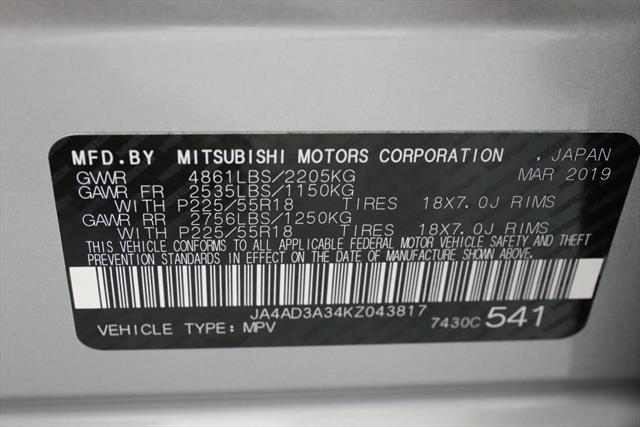 MFD.BY MITSUBISHI MOTORS CORPORATION , JAPAN
GVWR 4861LBS/2205KG MAR 2019
GAWR FR 2535LBS/1150KG
WITH P225/55R18 TIRES 18X7.0J RIMS
GAWR RR 2756LBS/1250KG
WITH P225/55R18 TIRES 18X7.0J RIMS
THIS VEHICLE CONFORMS TO ALL APPLICABLE FEDERAL MOTOR VEHICLE SAFETY AND THEFT
PREVENTION STANDARDS IN EFFECT ON THE DATE OF MANUFACTURE SHOWN ABOVE.
JA4AD3A34KZ043817
VEHICLE TYPE: MPV 7430C 541